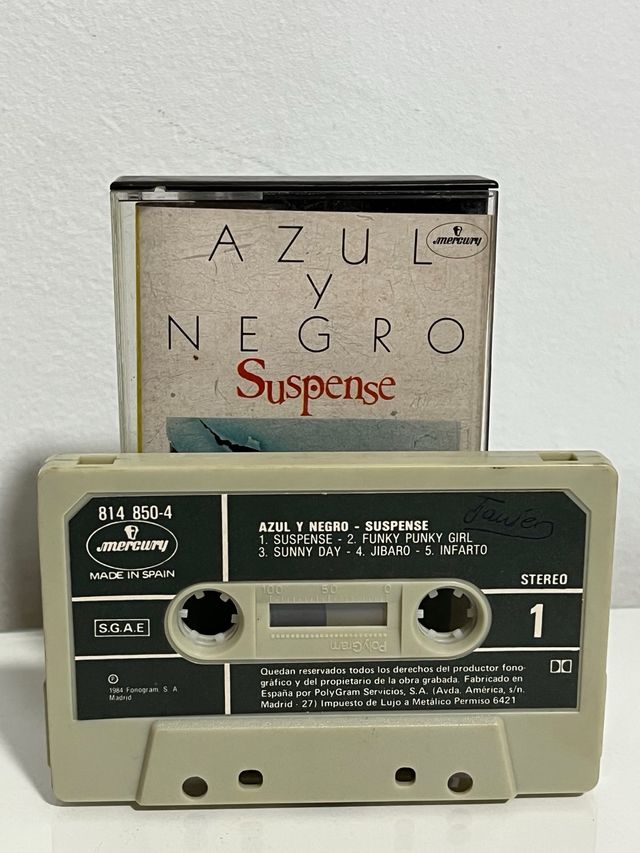 AZUL
mercury
Y
NEGRO
Suspense
814 850-4
mercury
MADE IN SPAIN
S.G.A.E
℗
1984 Fonogram. S. A.
Madrid
AZUL Y NEGRO - SUSPENSE
1. SUSPENSE - 2. FUNKY PUNKY GIRL
3. SUNNY DAY - 4. JIBARO - 5. INFARTO
Javier
STEREO
1
100 50 0
PolyGram
Quedan reservados todos los derechos del productor fono-
gráfico y del propietario de la obra grabada. Fabricado en
España por PolyGram Servicios, S.A. (Avda. América, s/n.
Madrid - 27) Impuesto de Lujo a Metálico Permiso 6421